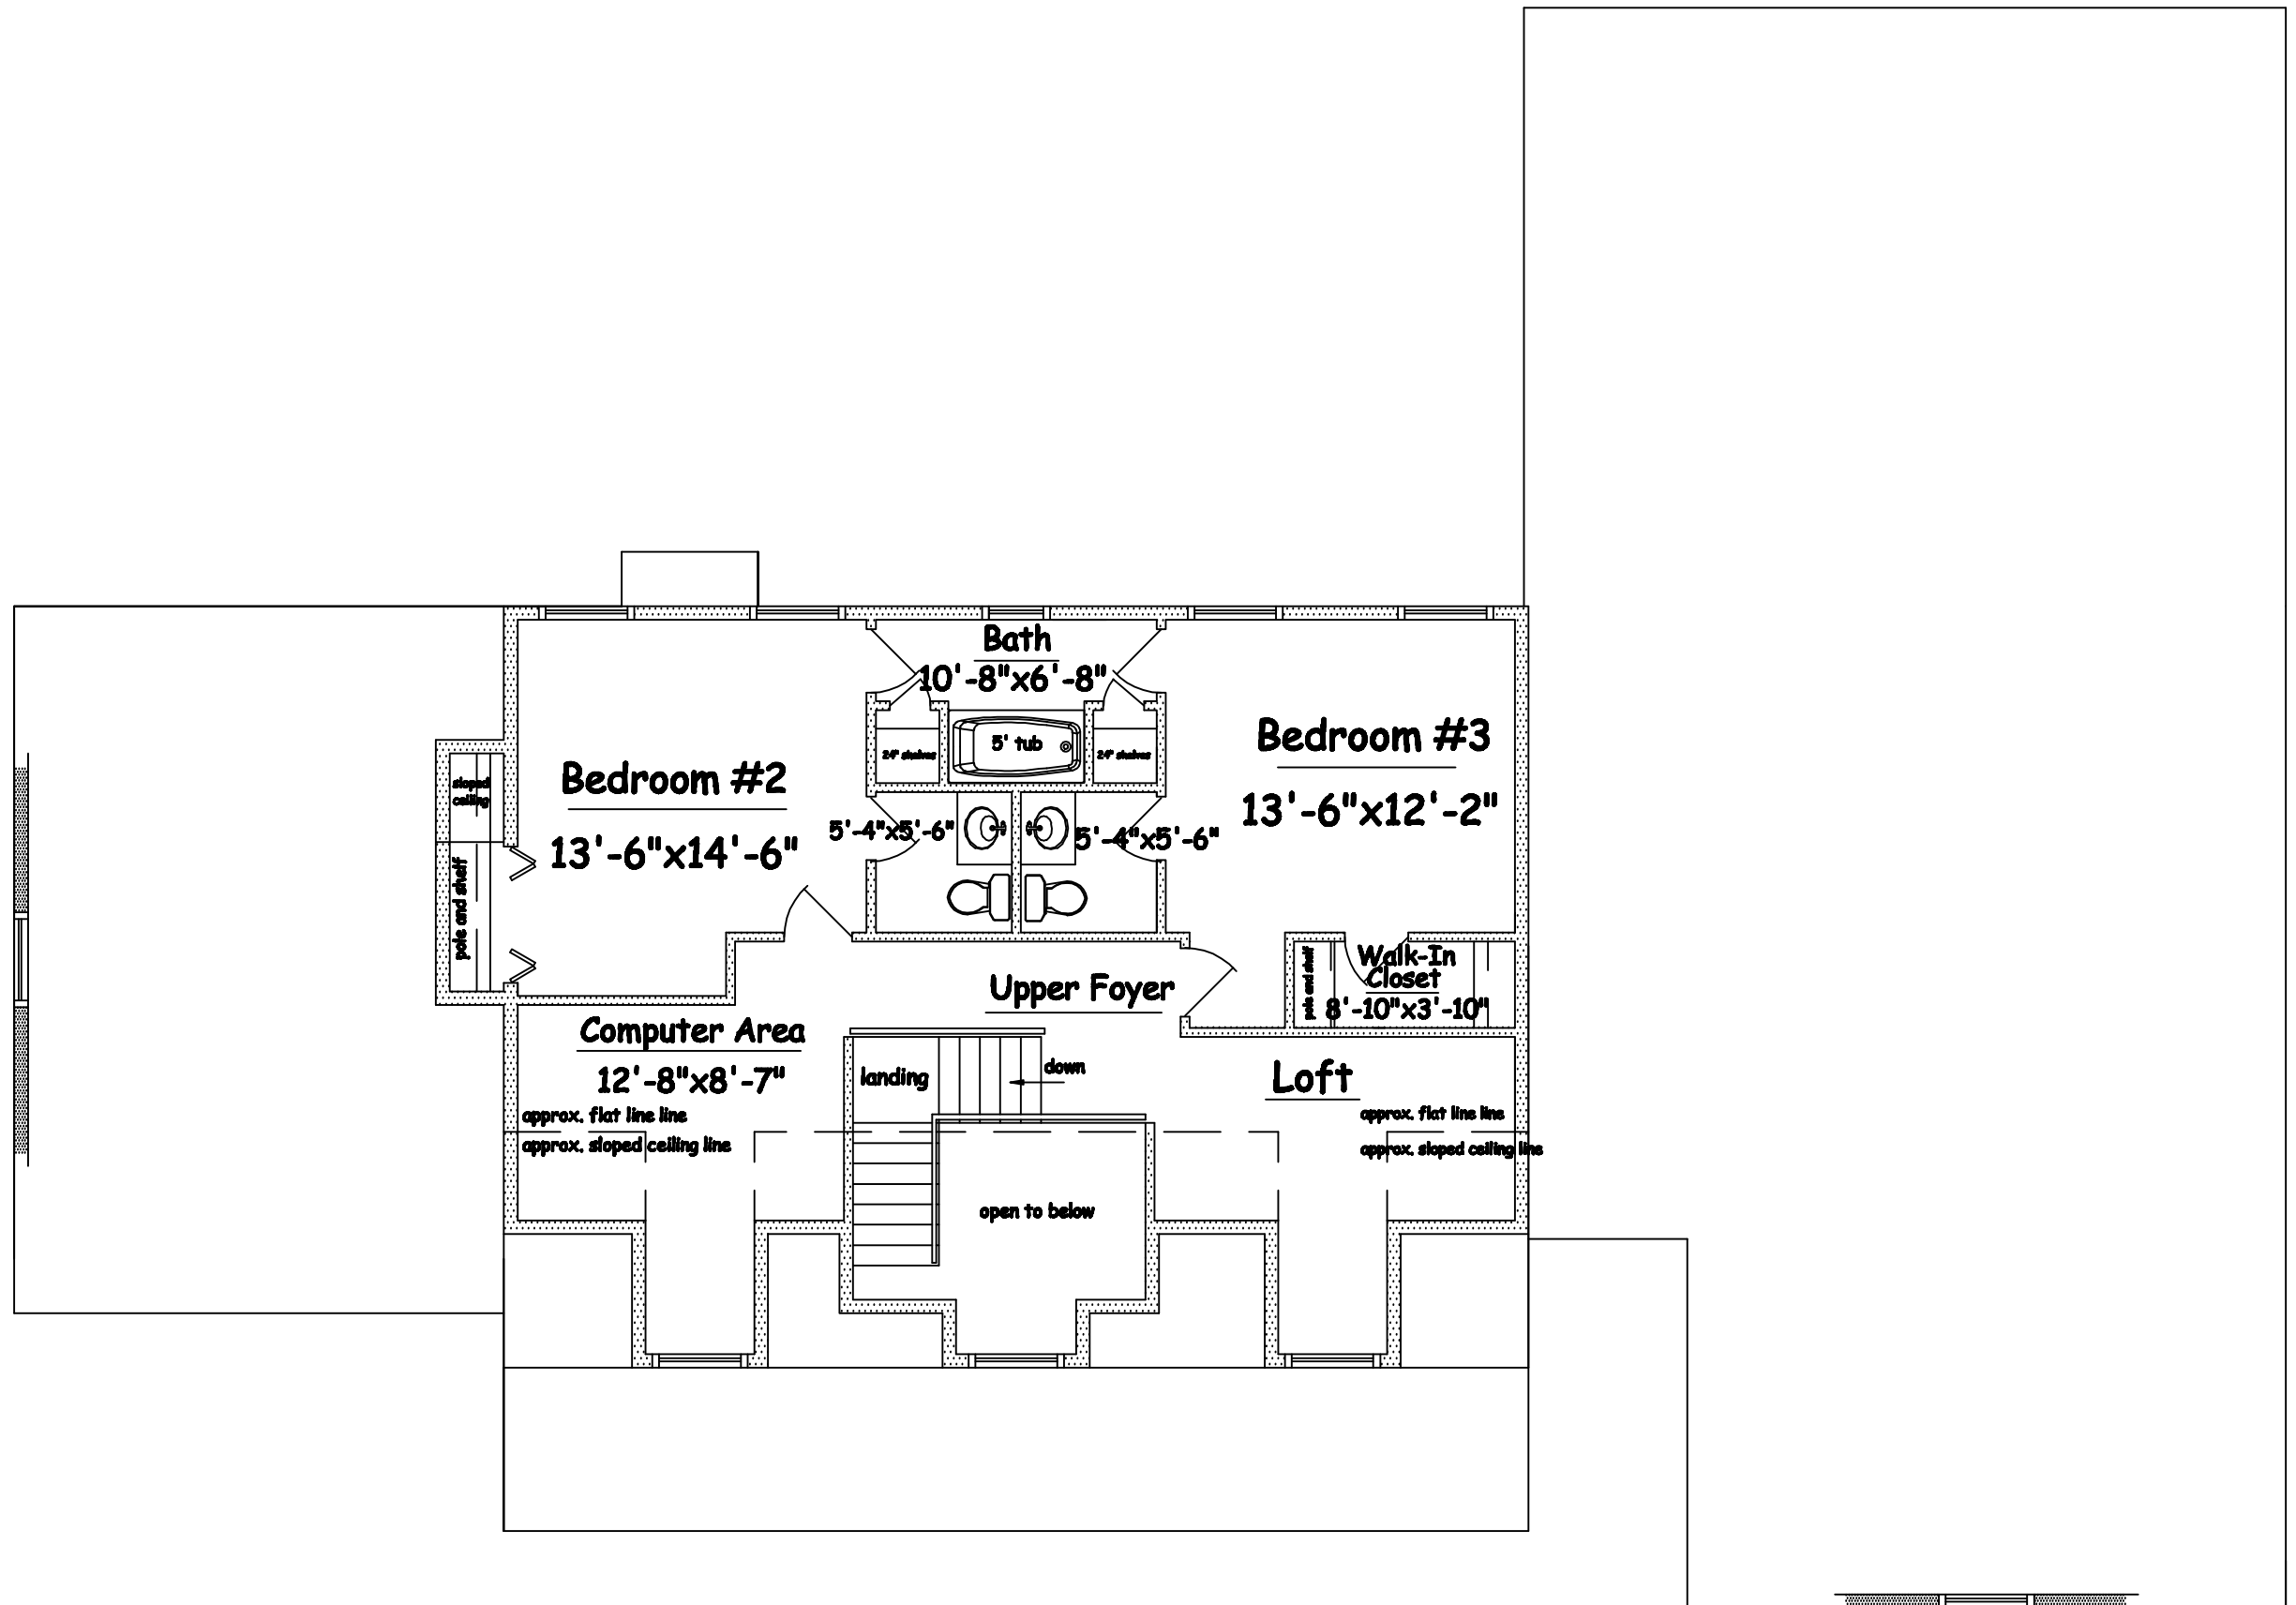 Bath
10'-8"x6'-8"
5' tub
24" shelves
24" shelves
Bedroom #2
13'-6"x14'-6"
Bedroom #3
13'-6"x12'-2"
sloped
ceiling
pole and shelf
5'-4"x5'-6"
5'-4"x5'-6"
Walk-In
Closet
8'-10"x3'-10"
pole and shelf
Upper Foyer
Computer Area
12'-8"x8'-7"
approx. flat line line
approx. sloped ceiling line
landing
down
Loft
approx. flat line line
approx. sloped ceiling line
open to below